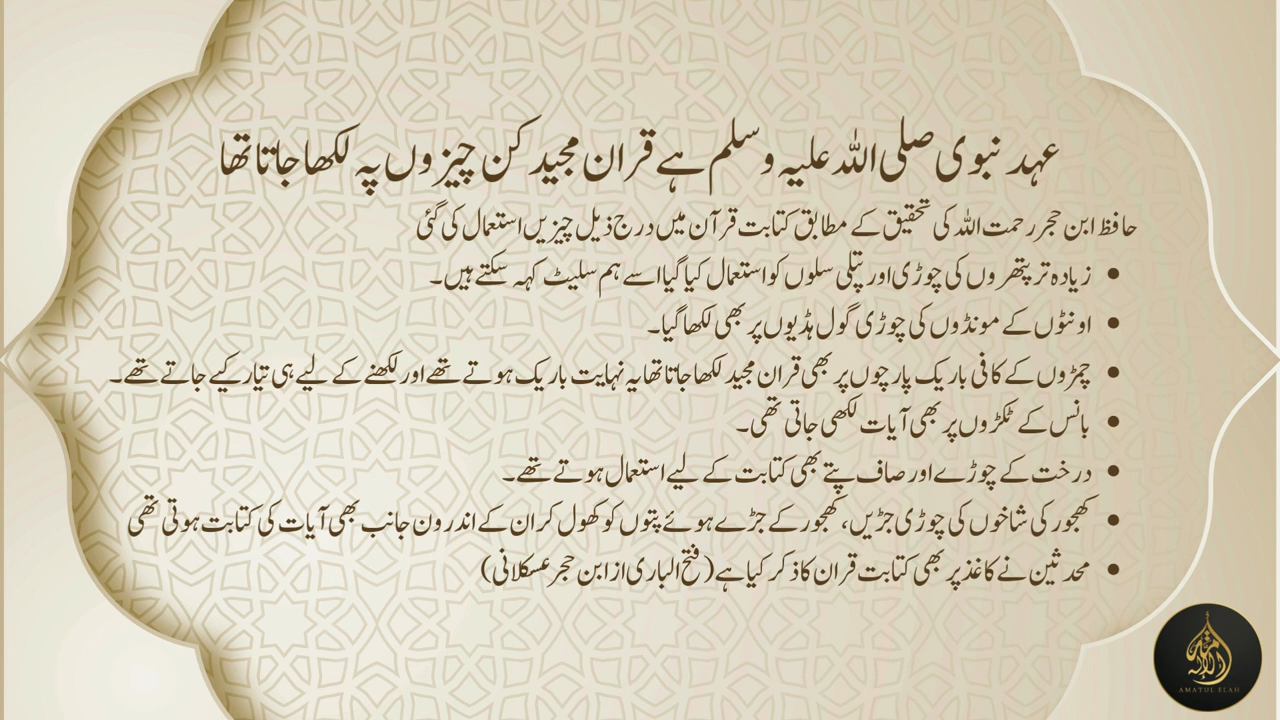 عہد نبوی صلی اللہ علیہ وسلم ہے قران مجید کن چیزوں پہ لکھا جاتا تھا
حافظ ابن حجر رحمت اللہ کی تحقیق کے مطابق کتابت قرآن میں درج ذیل چیزیں استعمال کی گئی
• زیادہ تر پتھروں کی چوڑی اور پتلی سلوں کو استعمال کیا گیا اسے ہم سلیٹ کہہ سکتے ہیں۔
• اونٹوں کے مونڈوں کی چوڑی گول ہڈیوں پر بھی لکھا گیا۔
• چمڑوں کے کافی باریک پارچوں پر بھی قران مجید لکھا جاتا تھا یہ نہایت باریک ہوتے تھے اور لکھنے کے لیے ہی تیار کیے جاتے تھے۔
• بانس کے ٹکڑوں پر بھی آیات لکھی جاتی تھی۔
• درخت کے چوڑے اور صاف پتے بھی کتابت کے لیے استعمال ہوتے تھے۔
• کھجور کی شاخوں کی چوڑی جڑیں، کھجور کے جڑے ہوئے پتوں کو کھول کر ان کے اندرون جانب بھی آیات کی کتابت ہوتی تھی
• محدثین نے کاغذ پر بھی کتابت قران کا ذکر کیا ہے (فتح الباری از ابن حجر عسکلانی)
AMATUL ELAH